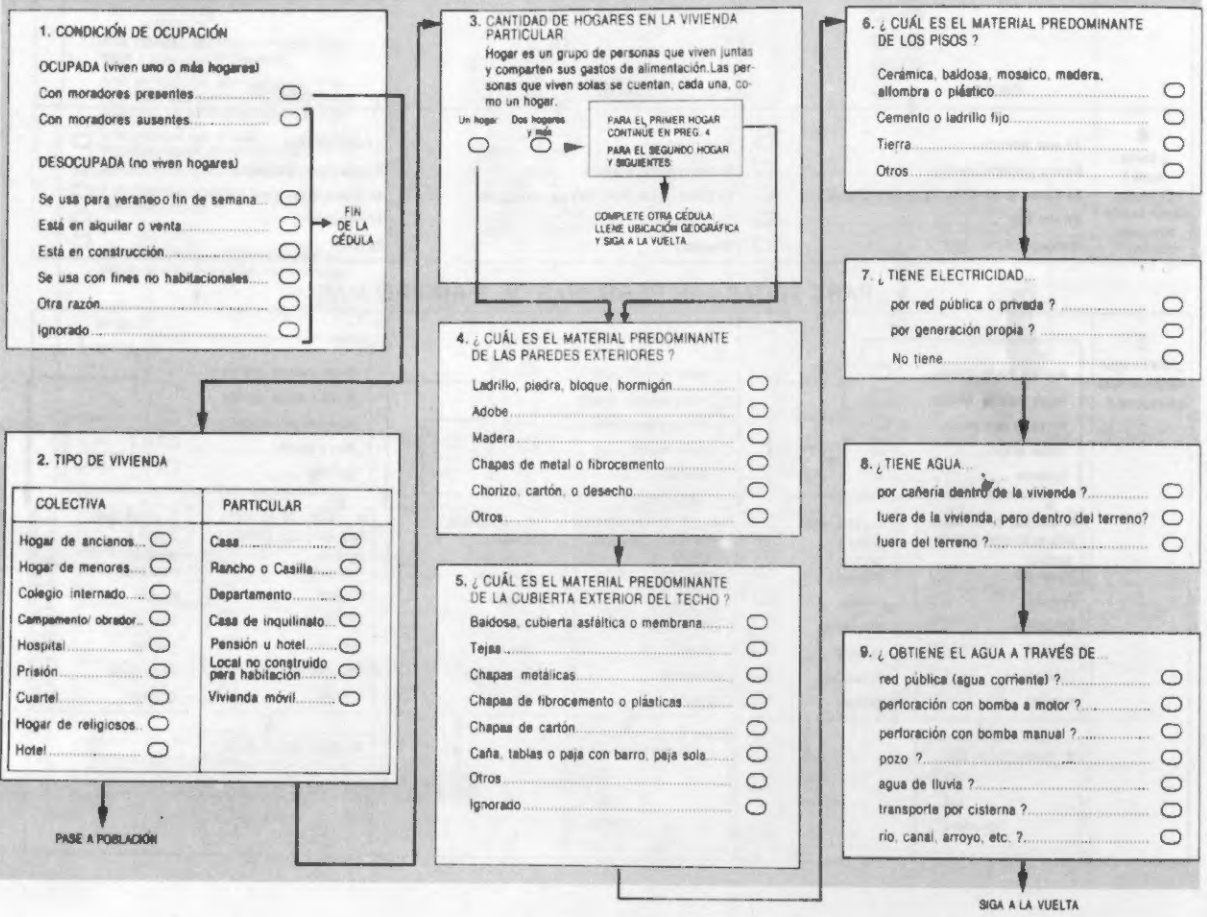 1. CONDICIÓN DE OCUPACIÓN
OCUPADA (viven uno o más hogares)
Con moradores presentes
Con moradores ausentes
DESOCUPADA (no viven hogares)
Se usa para veraneo o fin de semana
Está en alquiler o venta
Está en construcción
Se usa con fines no habitacionales
Otra razón
Ignorado
FIN
DE LA
CÉDULA
2. TIPO DE VIVIENDA
COLECTIVA
Hogar de ancianos
Hogar de menores
Colegio internado
Campamento/ obrador
Hospital
Prisión
Cuartel
Hogar de religiosos
Hotel
PARTICULAR
Casa
Rancho o Casilla
Departamento
Casa de inquilinato
Pensión u hotel
Local no construido
para habitación
Vivienda móvil
PASE A POBLACIÓN
3. CANTIDAD DE HOGARES EN LA VIVIENDA
PARTICULAR
Hogar es un grupo de personas que viven juntas
y comparten sus gastos de alimentación. Las per-
sonas que viven solas se cuentan, cada una, co-
mo un hogar.
Un hogar
Dos hogares
y más
PARA EL PRIMER HOGAR
CONTINÚE EN PREG. 4
PARA EL SEGUNDO HOGAR
Y SIGUIENTES:
COMPLETE OTRA CÉDULA
LLENE UBICACIÓN GEOGRÁFICA
Y SIGA A LA VUELTA
4. ¿ CUÁL ES EL MATERIAL PREDOMINANTE
DE LAS PAREDES EXTERIORES ?
Ladrillo, piedra, bloque, hormigón
Adobe
Madera
Chapas de metal o fibrocemento
Chorizo, cartón, o desecho
Otros
5. ¿ CUÁL ES EL MATERIAL PREDOMINANTE
DE LA CUBIERTA EXTERIOR DEL TECHO ?
Baldosa, cubierta asfáltica o membrana
Tejas
Chapas metálicas
Chapas de fibrocemento o plásticas
Chapas de cartón
Caña, tablas o paja con barro, paja sola
Otros
Ignorado
6. ¿ CUÁL ES EL MATERIAL PREDOMINANTE
DE LOS PISOS ?
Cerámica, baldosa, mosaico, madera,
alfombra o plástico
Cemento o ladrillo fijo
Tierra
Otros
7. ¿ TIENE ELECTRICIDAD...
por red pública o privada ?
por generación propia ?
No tiene
8. ¿ TIENE AGUA...
por cañería dentro de la vivienda ?
fuera de la vivienda, pero dentro del terreno?
fuera del terreno ?
9. ¿ OBTIENE EL AGUA A TRAVÉS DE...
red pública (agua corriente) ?
perforación con bomba a motor ?
perforación con bomba manual ?
pozo ?
agua de lluvia ?
transporte por cisterna ?
río, canal, arroyo, etc. ?
SIGA A LA VUELTA